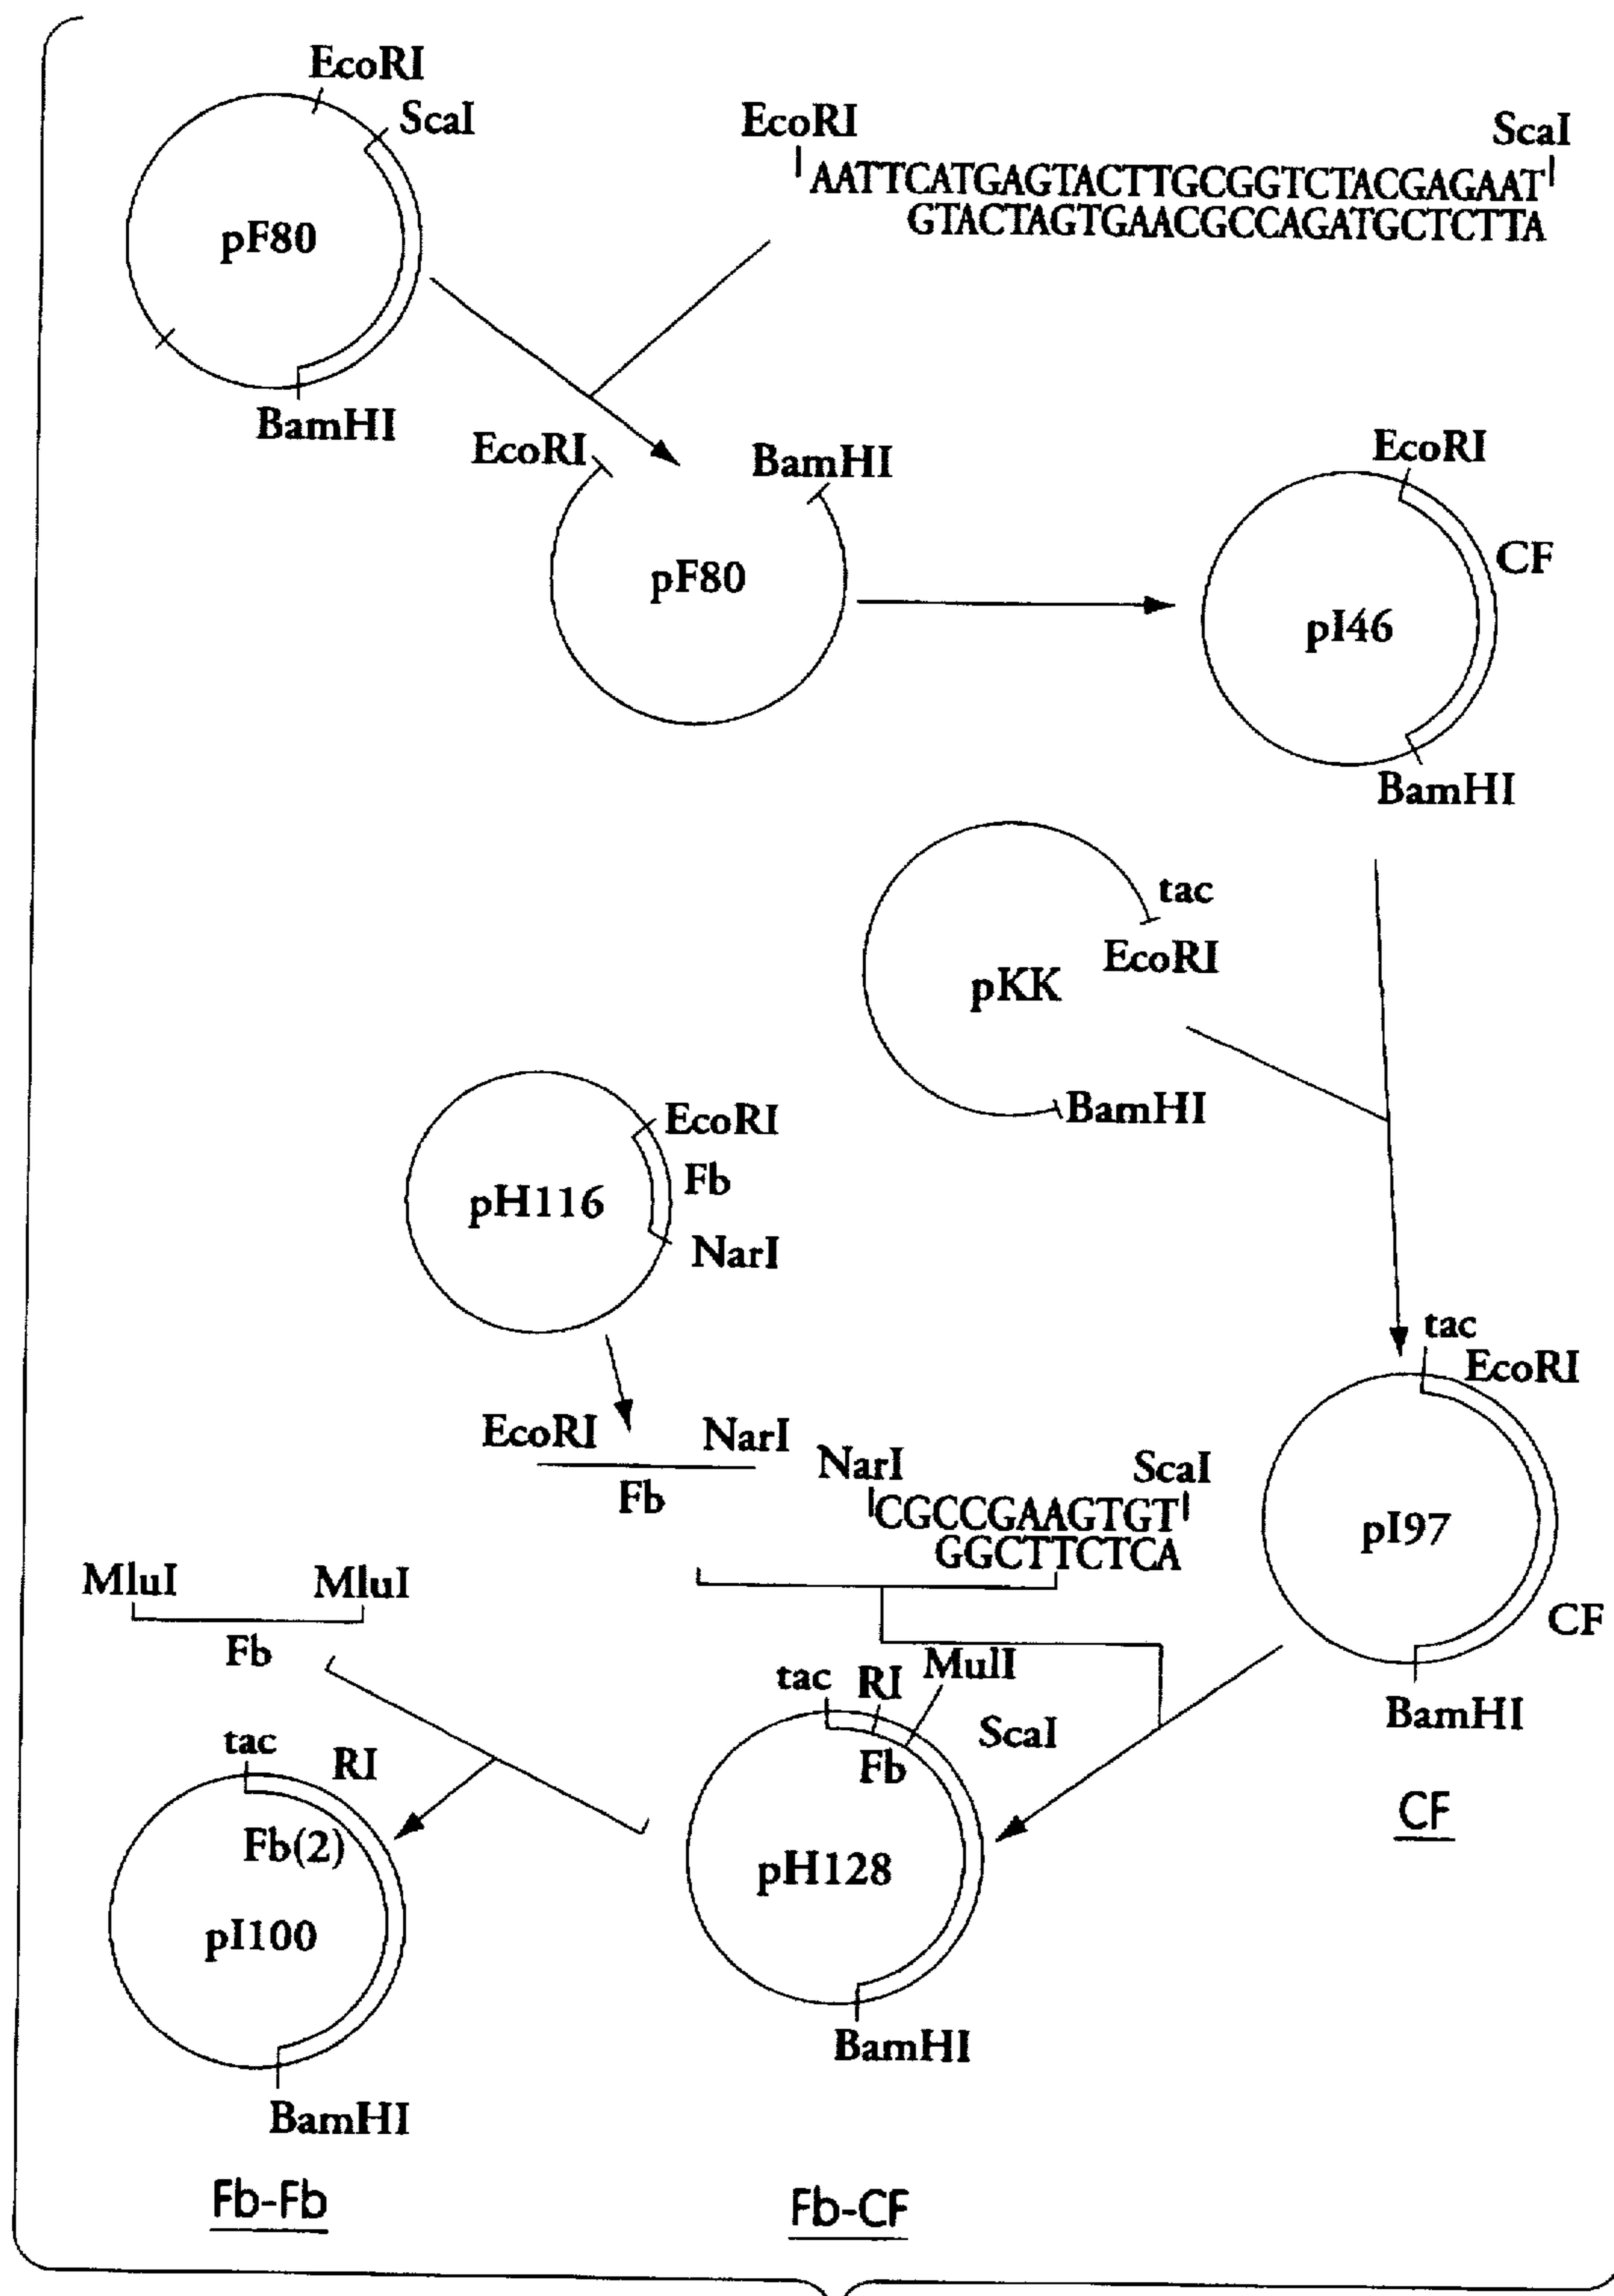 EcoRI
ScaI
pF80
BamHI
EcoRI
ScaI
AATTCATGAGTACTTGCGGTCTACGAGAAT
GTACTAGTGAACGCCAGATGCTCTTA
EcoRI
BamHI
pF80
EcoRI
CF
pI46
BamHI
tac
EcoRI
pKK
BamHI
EcoRI
Fb
pH116
NarI
EcoRI
NarI
Fb
NarI
ScaI
CGCCGAAGTGT
GGCTTCTCA
tac
EcoRI
pI97
CF
BamHI
CF
MluI
MluI
Fb
tac
RI
MulI
ScaI
Fb
pH128
BamHI
Fb-CF
tac
RI
Fb(2)
pI100
BamHI
Fb-Fb